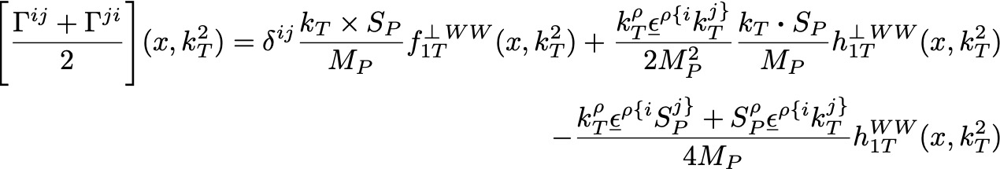 \left[\frac{\Gamma^{ij} + \Gamma^{ji}}{2}\right](x, k_T^2) = \delta^{ij} \frac{k_T \times S_P}{M_P} f_{1T}^{\perp WW}(x, k_T^2) + \frac{k_T^\rho \underline{\epsilon}^{\rho\{i} k_T^{j\}}}{2M_P^2} \frac{k_T \cdot S_P}{M_P} h_{1T}^{\perp WW}(x, k_T^2)
- \frac{k_T^\rho \underline{\epsilon}^{\rho\{i} S_P^{j\}} + S_P^\rho \underline{\epsilon}^{\rho\{i} k_T^{j\}}}{4M_P} h_{1T}^{WW}(x, k_T^2)